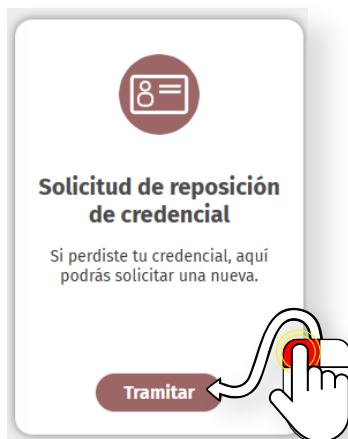 Solicitud de reposición
de credencial
Si perdiste tu credencial, aquí
podrás solicitar una nueva.
Tramitar